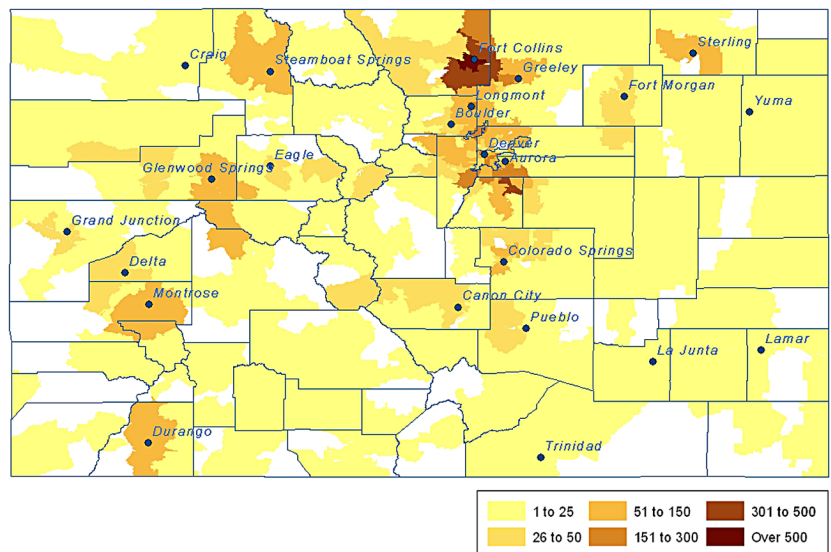 Craig
Steamboat Springs
Fort Collins
Greeley
Sterling
Longmont
Boulder
Fort Morgan
Yuma
Denver
Aurora
Eagle
Glenwood Springs
Grand Junction
Delta
Colorado Springs
Montrose
Canon City
Pueblo
La Junta
Lamar
Durango
Trinidad
1 to 25
51 to 150
301 to 500
26 to 50
151 to 300
Over 500